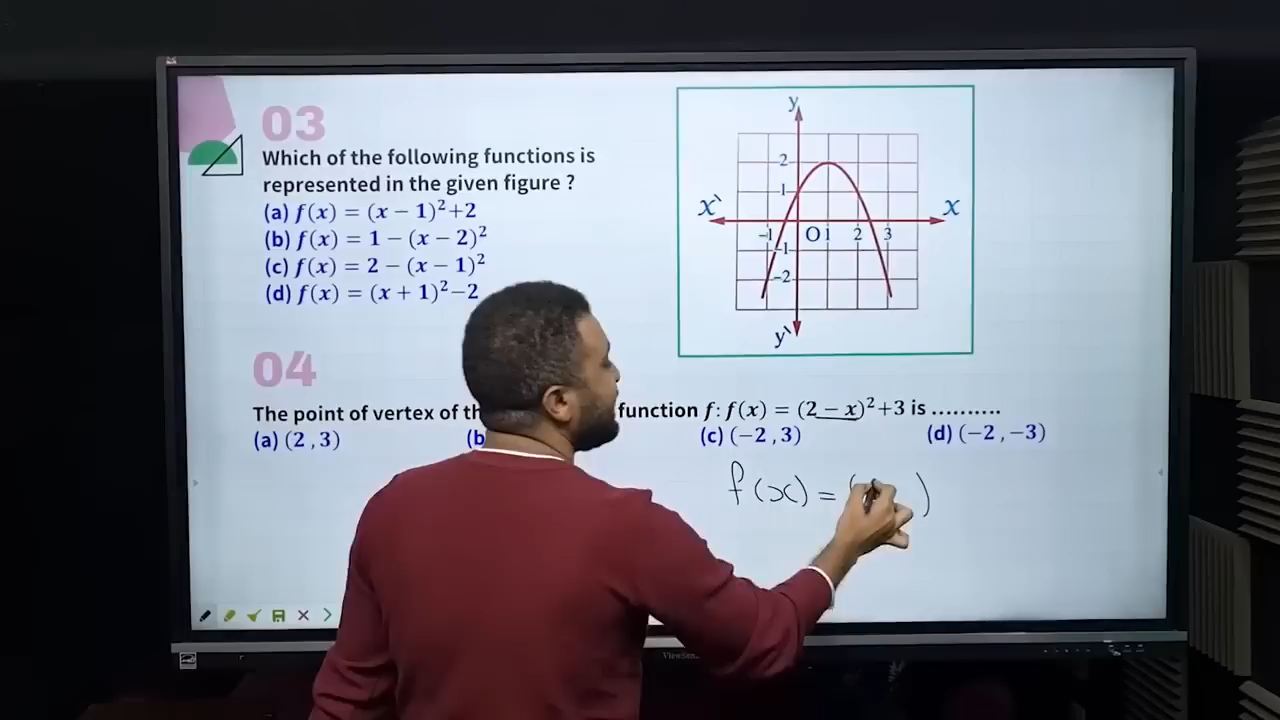 03
Which of the following functions is
represented in the given figure ?
(a) f(x) = (x − 1)²+2
(b) f(x) = 1 − (x − 2)²
(c) f(x) = 2 − (x − 1)²
(d) f(x) = (x + 1)²−2
y
2
1
x` −1 O 1 2 3 x
−1
−2
y`
04
The point of vertex of function f: f(x) = (2 − x)²+3 is ..........
(a) (2 , 3) (b (c) (−2 , 3) (d) (−2 , −3)
f(x) = ( )